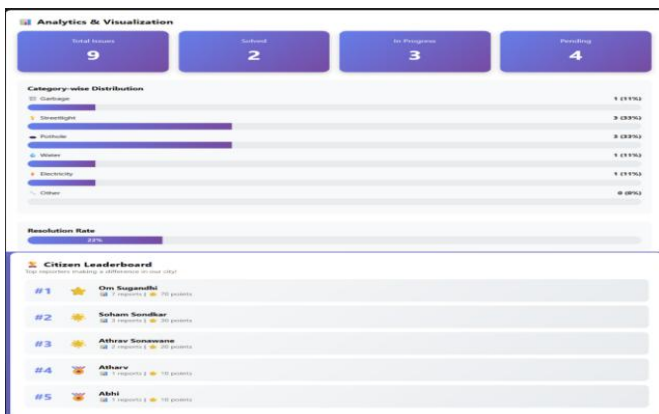 Analytics & Visualization
Total Issues
9
Solved
2
In Progress
3
Pending
4
Category-wise Distribution
Garbage 1 (11%)
Streetlight 3 (33%)
Pothole 3 (33%)
Water 1 (11%)
Electricity 1 (11%)
Other 0 (0%)
Resolution Rate
22%
Citizen Leaderboard
Top reporters making a difference in our city!
#1 Om Sugandhi
7 reports | 70 points
#2 Soham Sondkar
3 reports | 30 points
#3 Athrav Sonawane
2 reports | 20 points
#4 Atharv
1 reports | 10 points
#5 Abhi
1 reports | 10 points